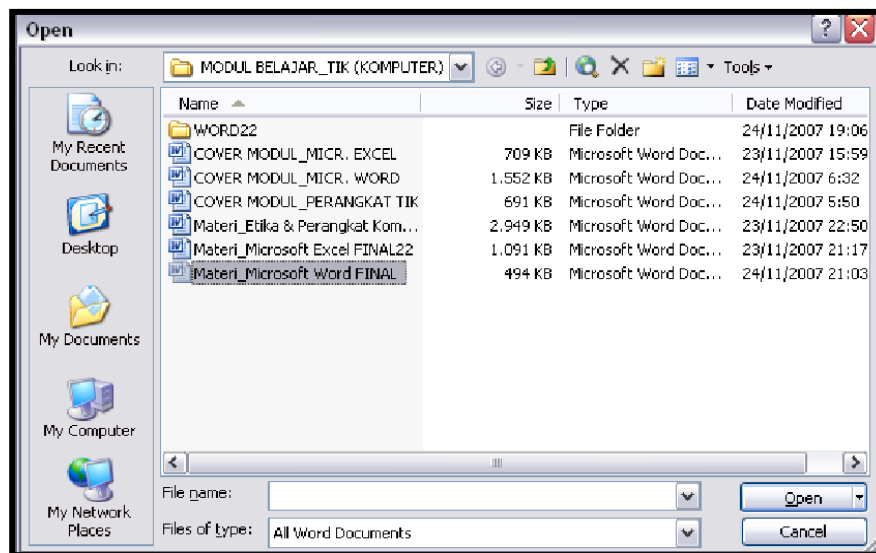 Open
Look in: MODUL BELAJAR_TIK (KOMPUTER) Tools
Name Size Type Date Modified
WORD22 File Folder 24/11/2007 19:06
COVER MODUL_MICR. EXCEL 709 KB Microsoft Word Doc... 23/11/2007 15:59
COVER MODUL_MICR. WORD 1.552 KB Microsoft Word Doc... 24/11/2007 6:32
COVER MODUL_PERANGKAT TIK 691 KB Microsoft Word Doc... 24/11/2007 5:50
Materi_Etika & Perangkat Kom... 2.949 KB Microsoft Word Doc... 23/11/2007 22:50
Materi_Microsoft Excel FINAL22 1.091 KB Microsoft Word Doc... 23/11/2007 21:17
Materi_Microsoft Word FINAL 494 KB Microsoft Word Doc... 24/11/2007 21:03
My Recent
Documents
Desktop
My Documents
My Computer
My Network
Places
File name: Open
Files of type: All Word Documents Cancel